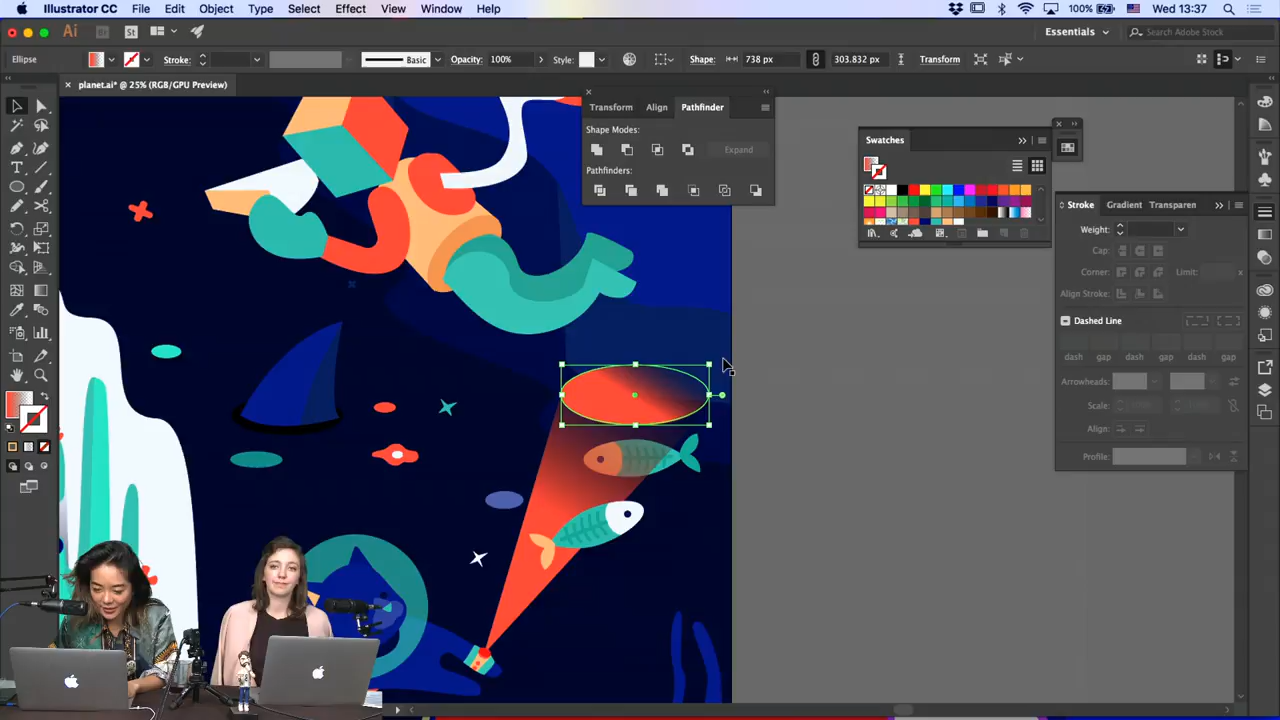 Illustrator CC File Edit Object Type Select Effect View Window Help 100% Wed 13:37
Ai Br St Essentials Search Adobe Stock
Ellipse Stroke: Basic Opacity: 100% Style: Shape: 738 px 303.832 px Transform
planet.ai* @ 25% (RGB/GPU Preview)
Transform Align Pathfinder
Shape Modes:
Expand
Pathfinders:
Swatches
Stroke Gradient Transparen
Weight:
Cap:
Corner: Limit: x
Align Stroke:
Dashed Line
dash gap dash gap dash gap
Arrowheads:
Scale:
Align:
Profile: